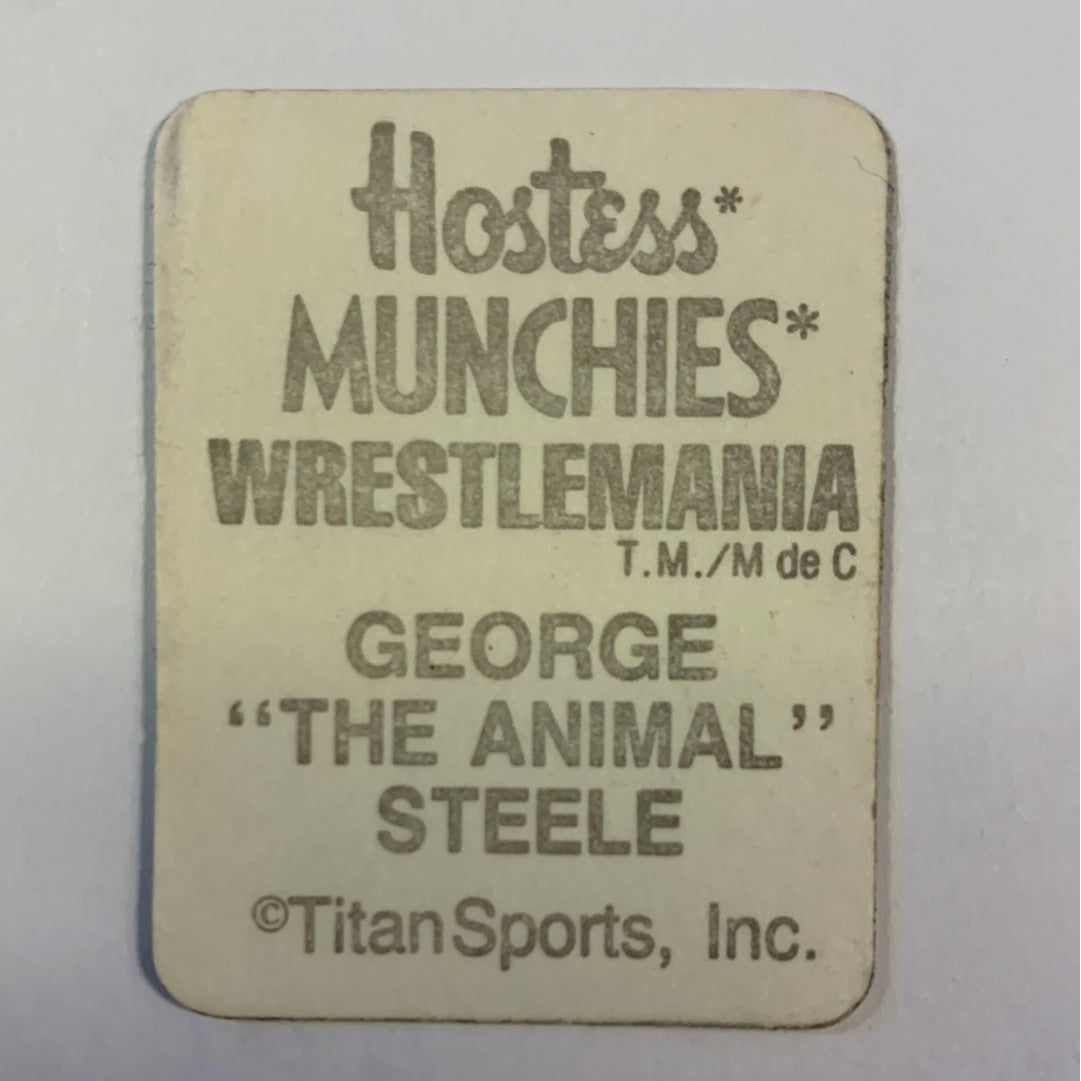 Hostess*
MUNCHIES*
WRESTLEMANIA
T.M./M de C
GEORGE
“THE ANIMAL”
STEELE
©TitanSports, Inc.